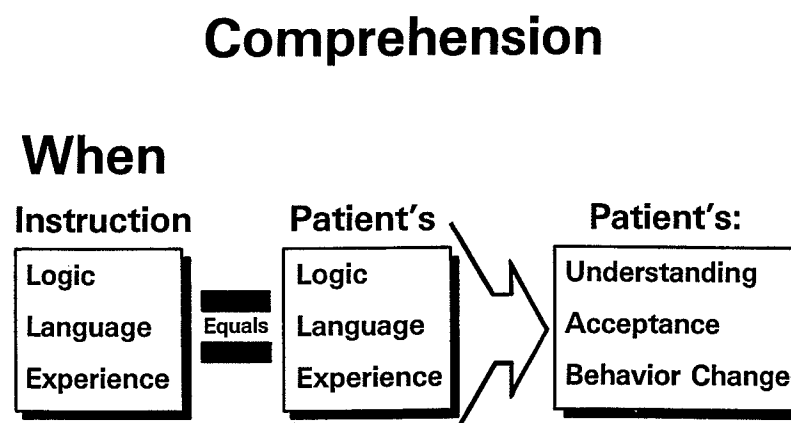 Comprehension
When
Instruction
Logic
Language
Experience
Equals
Patient's
Logic
Language
Experience
Patient's:
Understanding
Acceptance
Behavior Change